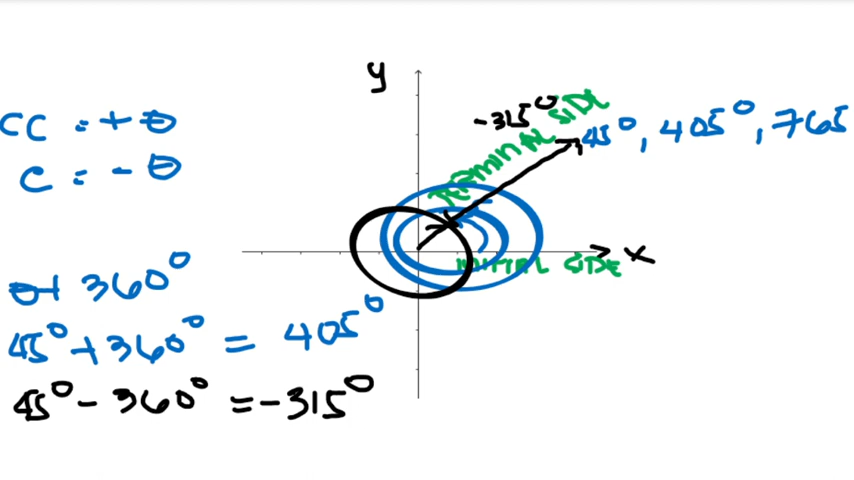 y
-315°
TERMINAL SIDE
CC = + θ
45°, 405°, 765
C = - θ
x
INITIAL SIDE
θ + 360°
45° + 360° = 405°
45° - 360° = -315°